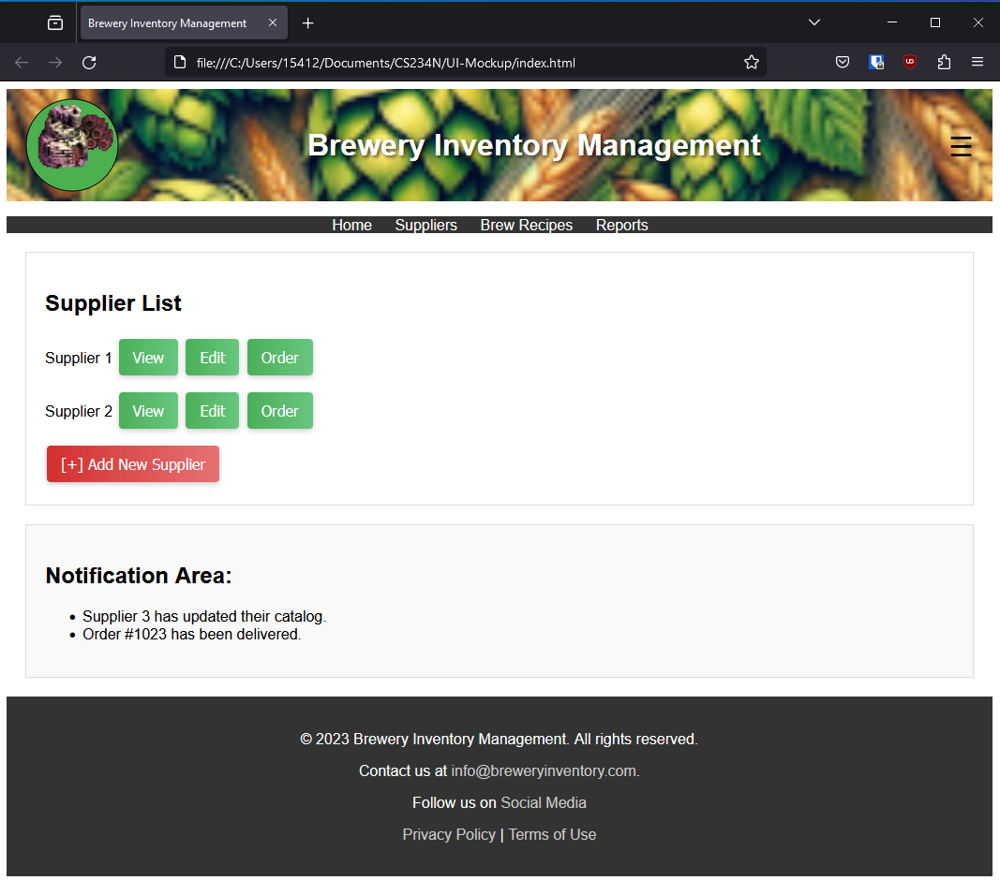 Brewery Inventory Management
file:///C:/Users/15412/Documents/CS234N/UI-Mockup/index.html
Brewery Inventory Management
Home Suppliers Brew Recipes Reports
Supplier List
Supplier 1 View Edit Order
Supplier 2 View Edit Order
[+] Add New Supplier
Notification Area:
• Supplier 3 has updated their catalog.
• Order #1023 has been delivered.
© 2023 Brewery Inventory Management. All rights reserved.
Contact us at info@breweryinventory.com.
Follow us on Social Media
Privacy Policy | Terms of Use